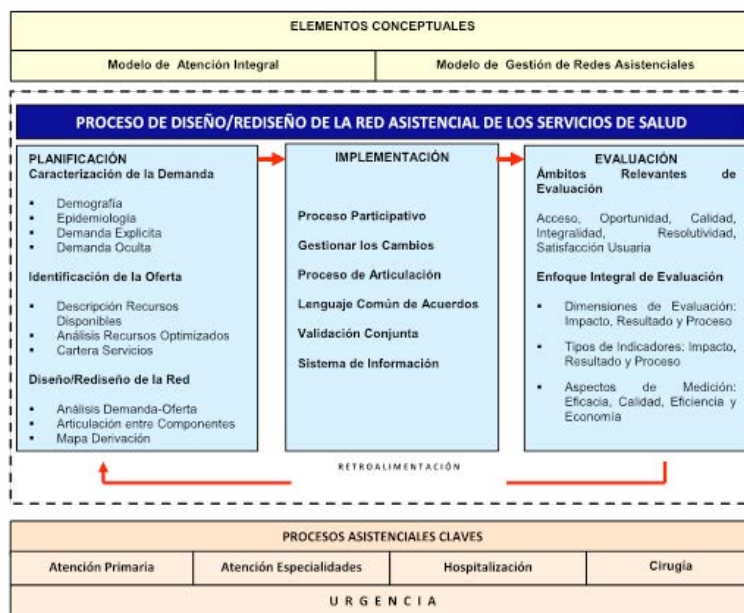 ELEMENTOS CONCEPTUALES
Modelo de Atención Integral
Modelo de Gestión de Redes Asistenciales
PROCESO DE DISEÑO/REDISEÑO DE LA RED ASISTENCIAL DE LOS SERVICIOS DE SALUD
PLANIFICACIÓN
Caracterización de la Demanda
▪ Demografía
▪ Epidemiología
▪ Demanda Explicita
▪ Demanda Oculta
Identificación de la Oferta
▪ Descripción Recursos
Disponibles
▪ Análisis Recursos Optimizados
▪ Cartera Servicios
Diseño/Rediseño de la Red
▪ Análisis Demanda-Oferta
▪ Articulación entre Componentes
▪ Mapa Derivación
IMPLEMENTACIÓN
Proceso Participativo
Gestionar los Cambios
Proceso de Articulación
Lenguaje Común de Acuerdos
Validación Conjunta
Sistema de Información
EVALUACIÓN
Ámbitos Relevantes de
Evaluación
Acceso, Oportunidad, Calidad,
Integralidad, Resolutividad,
Satisfacción Usuaria
Enfoque Integral de Evaluación
▪ Dimensiones de Evaluación:
Impacto, Resultado y Proceso
▪ Tipos de Indicadores: Impacto,
Resultado y Proceso
▪ Aspectos de Medición:
Eficacia, Calidad, Eficiencia y
Economía
RETROALIMENTACIÓN
PROCESOS ASISTENCIALES CLAVES
Atención Primaria
Atención Especialidades
Hospitalización
Cirugía
URGENCIA